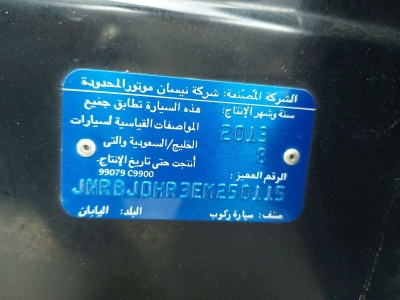 الشركة المصنعة: شركة نيسان موتور المحدودة
سنة وشهر الإنتاج: هذه السيارة تطابق جميع
المواصفات القياسية لسيارات
2013
الخليج/السعودية والتى
8
أنتجت حتى تاريخ الإنتاج.
الرقم المميز: 99079 C9900
JNRBJ0HR3EM250115
صنف: سيارة ركوب البلد: اليابان